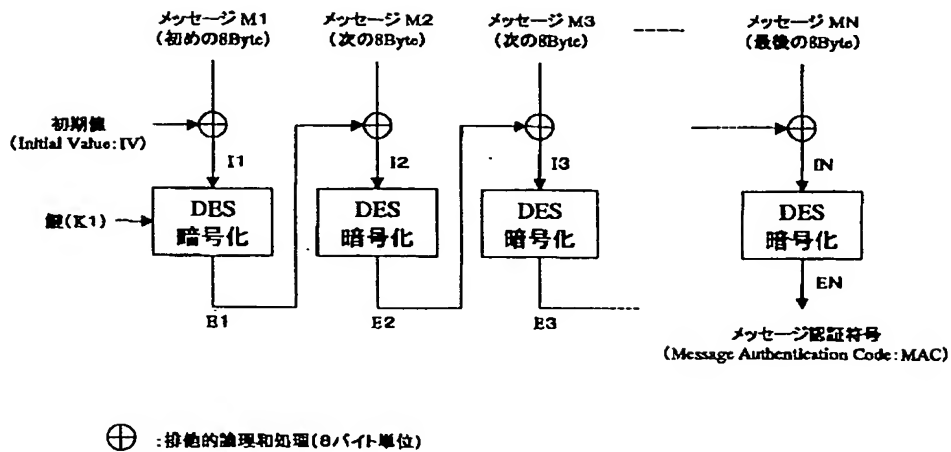 メッセージ M1
(初めの8Byte)
メッセージ M2
(次の8Byte)
メッセージ M3
(次の8Byte)
メッセージ MN
(最後の8Byte)
初期値
(Initial Value: IV)
I1
I2
I3
IN
鍵(K1)
DES
暗号化
DES
暗号化
DES
暗号化
DES
暗号化
E1
E2
E3
EN
メッセージ認証符号
(Message Authentication Code: MAC)
:排他的論理和処理(8バイト単位)